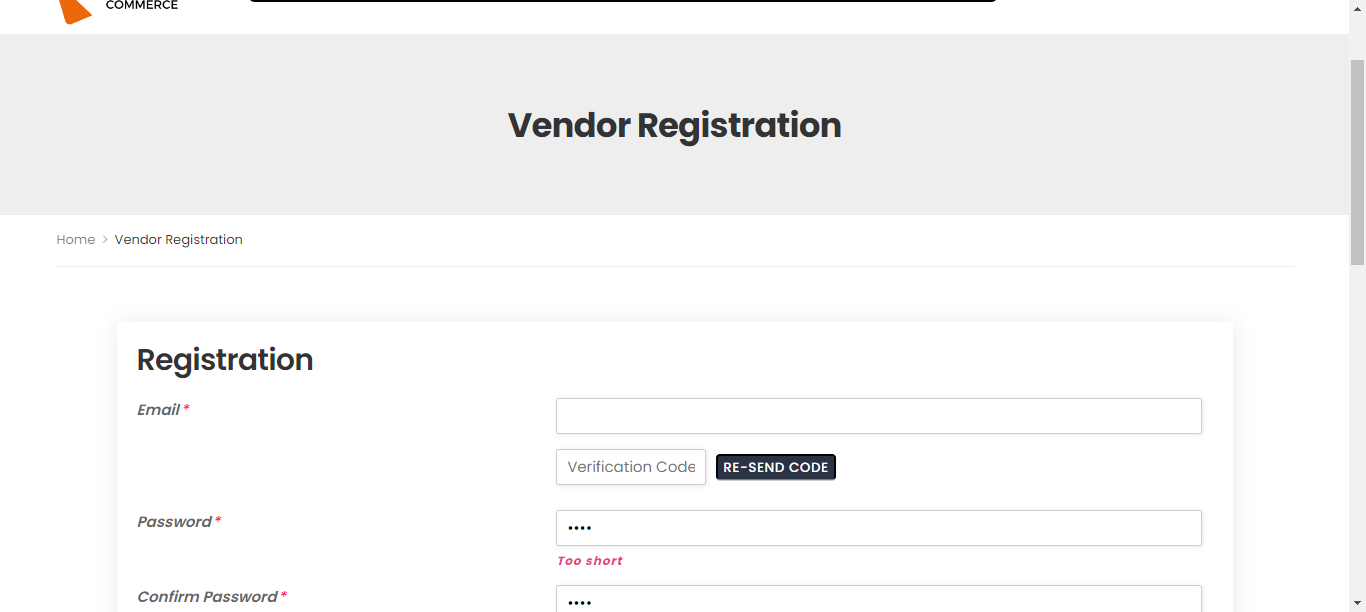 COMMERCE
Vendor Registration
Home > Vendor Registration
Registration
Email *
Verification Code RE-SEND CODE
Password * ••••
Too short
Confirm Password * ••••